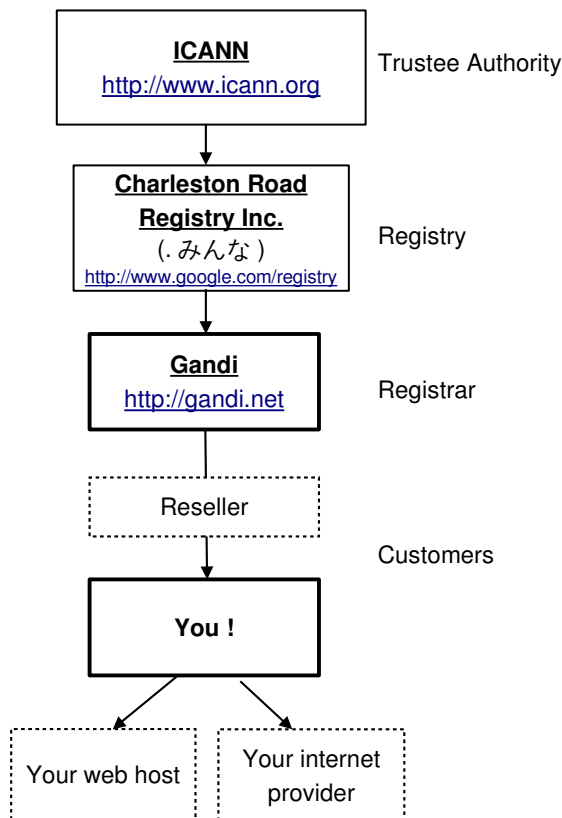 ICANN
http://www.icann.org
Trustee Authority
Charleston Road
Registry Inc.
(. みんな )
http://www.google.com/registry
Registry
Gandi
http://gandi.net
Registrar
Reseller
Customers
You !
Your web host
Your internet
provider